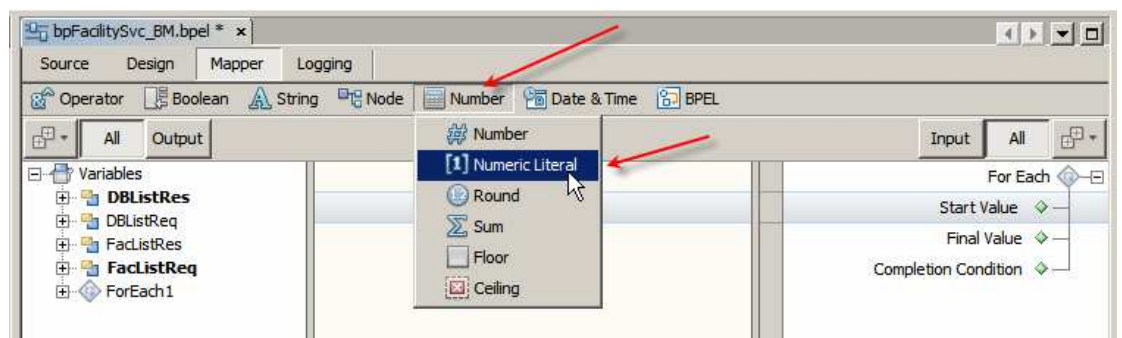 bpFacilitySvc_BM.bpel * x
Source Design Mapper Logging
Operator Boolean String Node Number Date & Time BPEL
All Output Input All
Number
[1] Numeric Literal
Round
Sum
Floor
Ceiling
Variables
DBListRes
DBListReq
FacListRes
FacListReq
ForEach1
For Each
Start Value
Final Value
Completion Condition